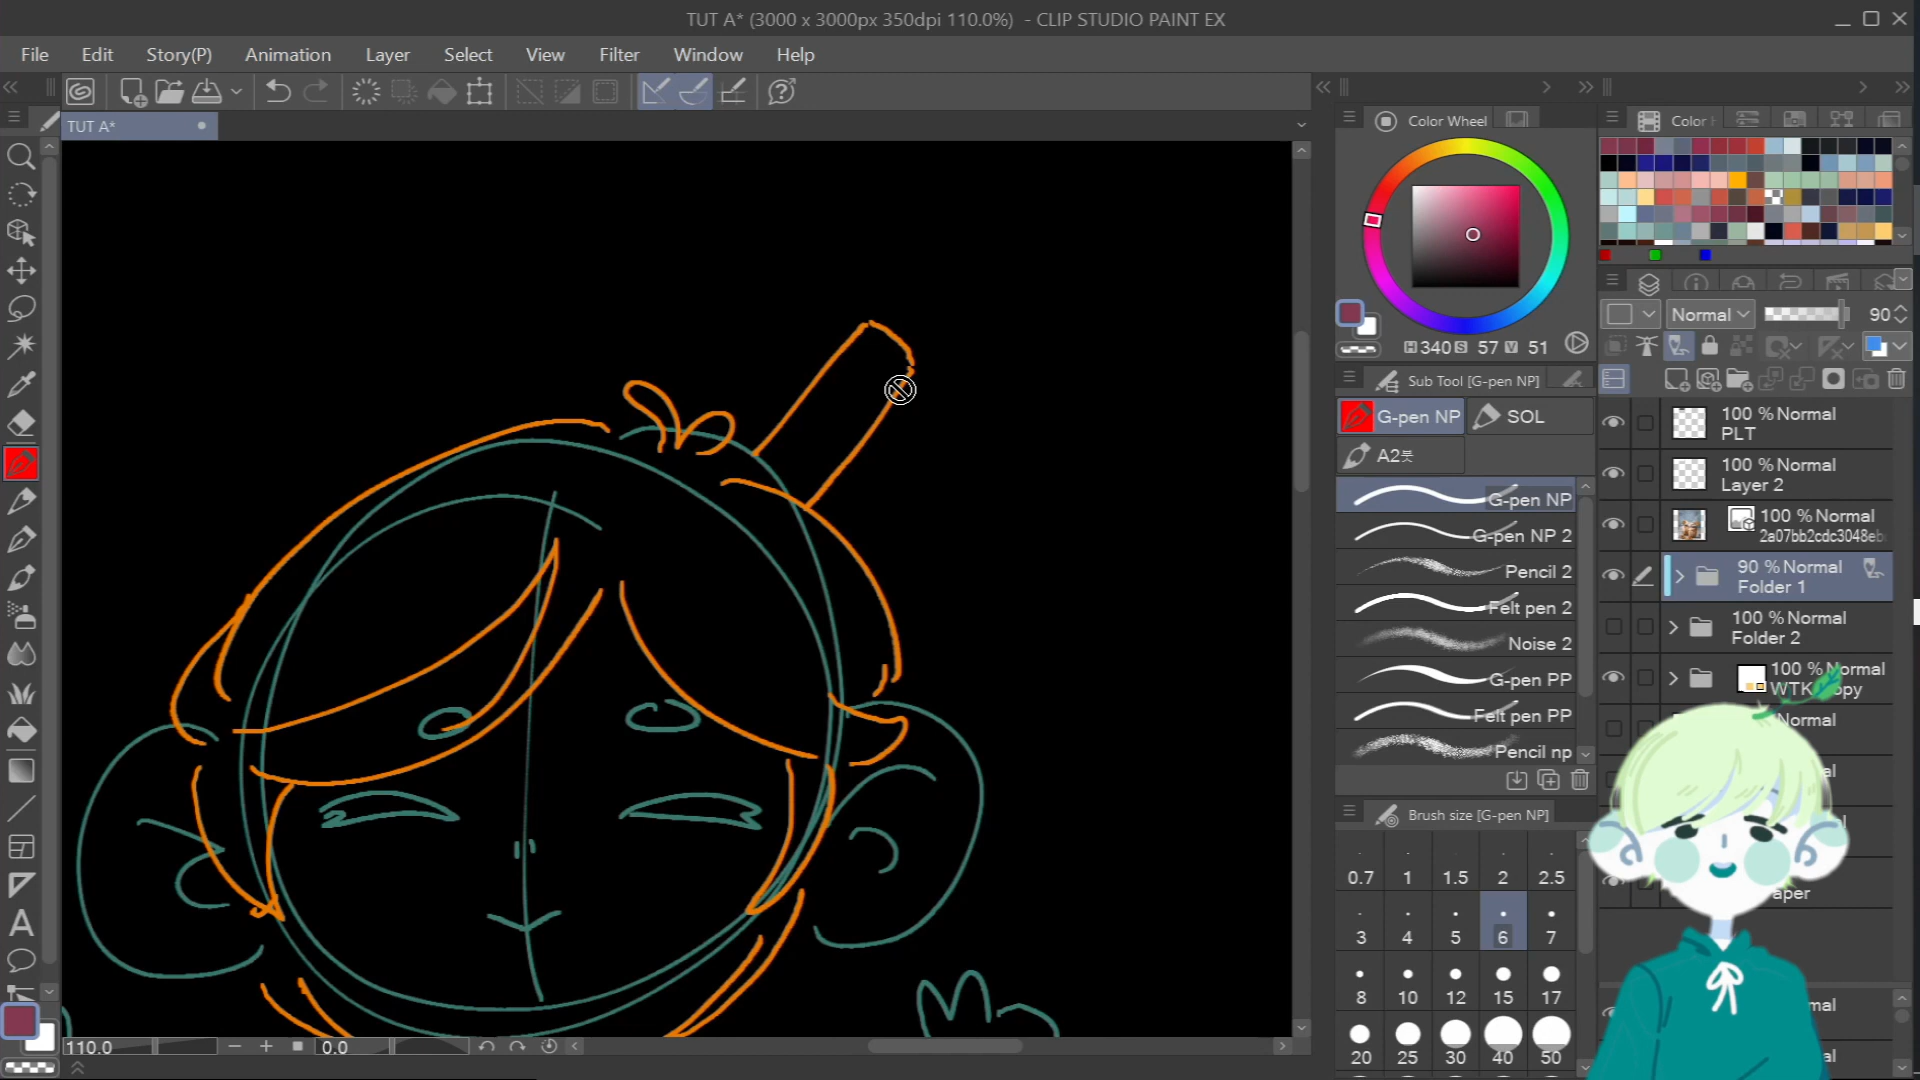 TUT A* (3000 x 3000px 350dpi 110.0%)  - CLIP STUDIO PAINT EX
File Edit Story(P) Animation Layer Select View Filter Window Help
TUT A*
Color Wheel
Color
H 340 S 57 V 51
Normal 90
Sub Tool [G-pen NP]
G-pen NP SOL
A2붓
G-pen NP
G-pen NP 2
Pencil 2
Felt pen 2
Noise 2
G-pen PP
Felt pen PP
Pencil np
100 % Normal
PLT
100 % Normal
Layer 2
100 % Normal
2a07bb2cdc3048eb
90 % Normal
Folder 1
100 % Normal
Folder 2
100 % Normal
Brush size [G-pen NP]
0.7 1 1.5 2 2.5
3 4 5 6 7
8 10 12 15 17
20 25 30 40 50
110.0 0.0